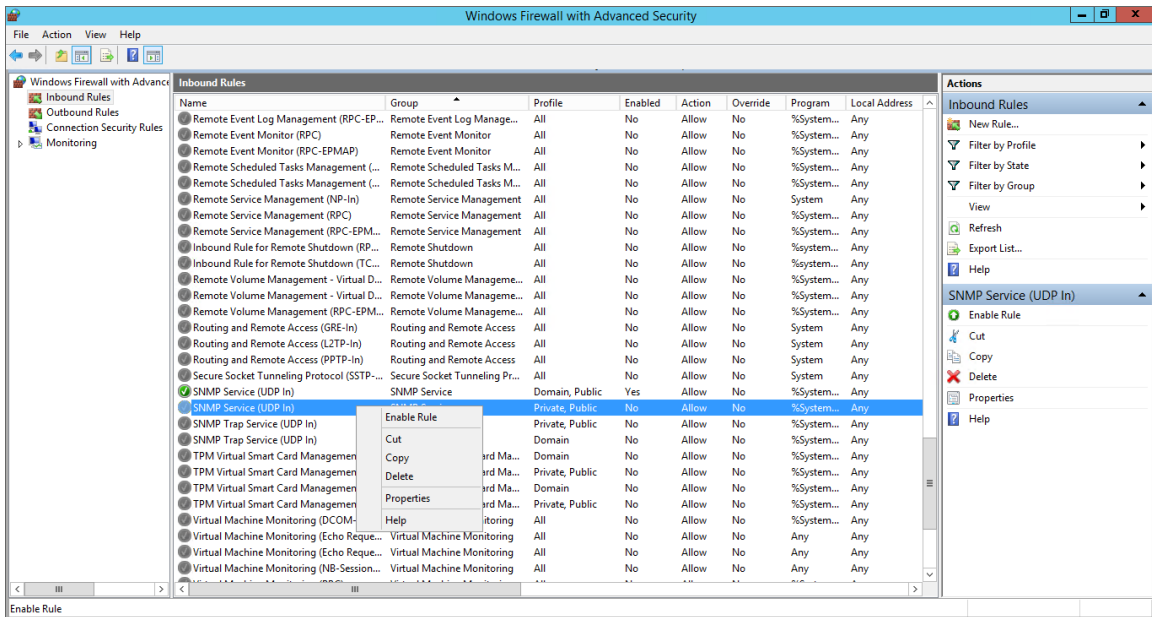 Windows Firewall with Advanced Security
File Action View Help
Windows Firewall with Advance
Inbound Rules
Outbound Rules
Connection Security Rules
Monitoring
Inbound Rules
Name Group Profile Enabled Action Override Program Local Address
Remote Event Log Management (RPC-EP... Remote Event Log Manage... All No Allow No %System... Any
Remote Event Monitor (RPC) Remote Event Monitor All No Allow No %System... Any
Remote Event Monitor (RPC-EPMAP) Remote Event Monitor All No Allow No %System... Any
Remote Scheduled Tasks Management (... Remote Scheduled Tasks M... All No Allow No %System... Any
Remote Scheduled Tasks Management (... Remote Scheduled Tasks M... All No Allow No %System... Any
Remote Service Management (NP-In) Remote Service Management All No Allow No System Any
Remote Service Management (RPC) Remote Service Management All No Allow No %System... Any
Remote Service Management (RPC-EPM... Remote Service Management All No Allow No %System... Any
Inbound Rule for Remote Shutdown (RP... Remote Shutdown All No Allow No %system... Any
Inbound Rule for Remote Shutdown (TC... Remote Shutdown All No Allow No %system... Any
Remote Volume Management - Virtual D... Remote Volume Manageme... All No Allow No %System... Any
Remote Volume Management - Virtual D... Remote Volume Manageme... All No Allow No %System... Any
Remote Volume Management (RPC-EPM... Remote Volume Manageme... All No Allow No %System... Any
Routing and Remote Access (GRE-In) Routing and Remote Access All No Allow No System Any
Routing and Remote Access (L2TP-In) Routing and Remote Access All No Allow No System Any
Routing and Remote Access (PPTP-In) Routing and Remote Access All No Allow No System Any
Secure Socket Tunneling Protocol (SSTP-... Secure Socket Tunneling Pr... All No Allow No System Any
SNMP Service (UDP In) SNMP Service Domain, Public Yes Allow No %System... Any
SNMP Service (UDP In) Private, Public No Allow No %System... Any
SNMP Trap Service (UDP In) Private, Public No Allow No %System... Any
SNMP Trap Service (UDP In) Domain No Allow No %System... Any
TPM Virtual Smart Card Managemen rd Ma... Domain No Allow No %System... Any
TPM Virtual Smart Card Managemen rd Ma... Private, Public No Allow No %System... Any
TPM Virtual Smart Card Managemen rd Ma... Domain No Allow No %System... Any
TPM Virtual Smart Card Managemen rd Ma... Private, Public No Allow No %System... Any
Virtual Machine Monitoring (DCOM- itoring All No Allow No %System... Any
Virtual Machine Monitoring (Echo Reque... Virtual Machine Monitoring All No Allow No Any Any
Virtual Machine Monitoring (Echo Reque... Virtual Machine Monitoring All No Allow No Any Any
Virtual Machine Monitoring (NB-Session... Virtual Machine Monitoring All No Allow No Any Any
Enable Rule
Cut
Copy
Delete
Properties
Help
Actions
Inbound Rules
New Rule...
Filter by Profile
Filter by State
Filter by Group
View
Refresh
Export List...
Help
SNMP Service (UDP In)
Enable Rule
Cut
Copy
Delete
Properties
Help
Enable Rule